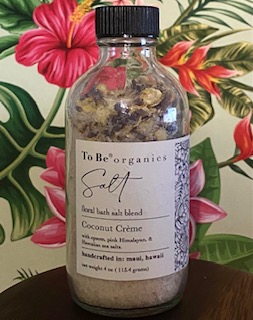 To Be® organics
Salt
floral bath salt blend
Coconut Crème
with epsom, pink Himalayan, &
Hawaiian sea salts.
handcrafted in: maui, hawaii
net weight 4 oz ( 113.4 grams)